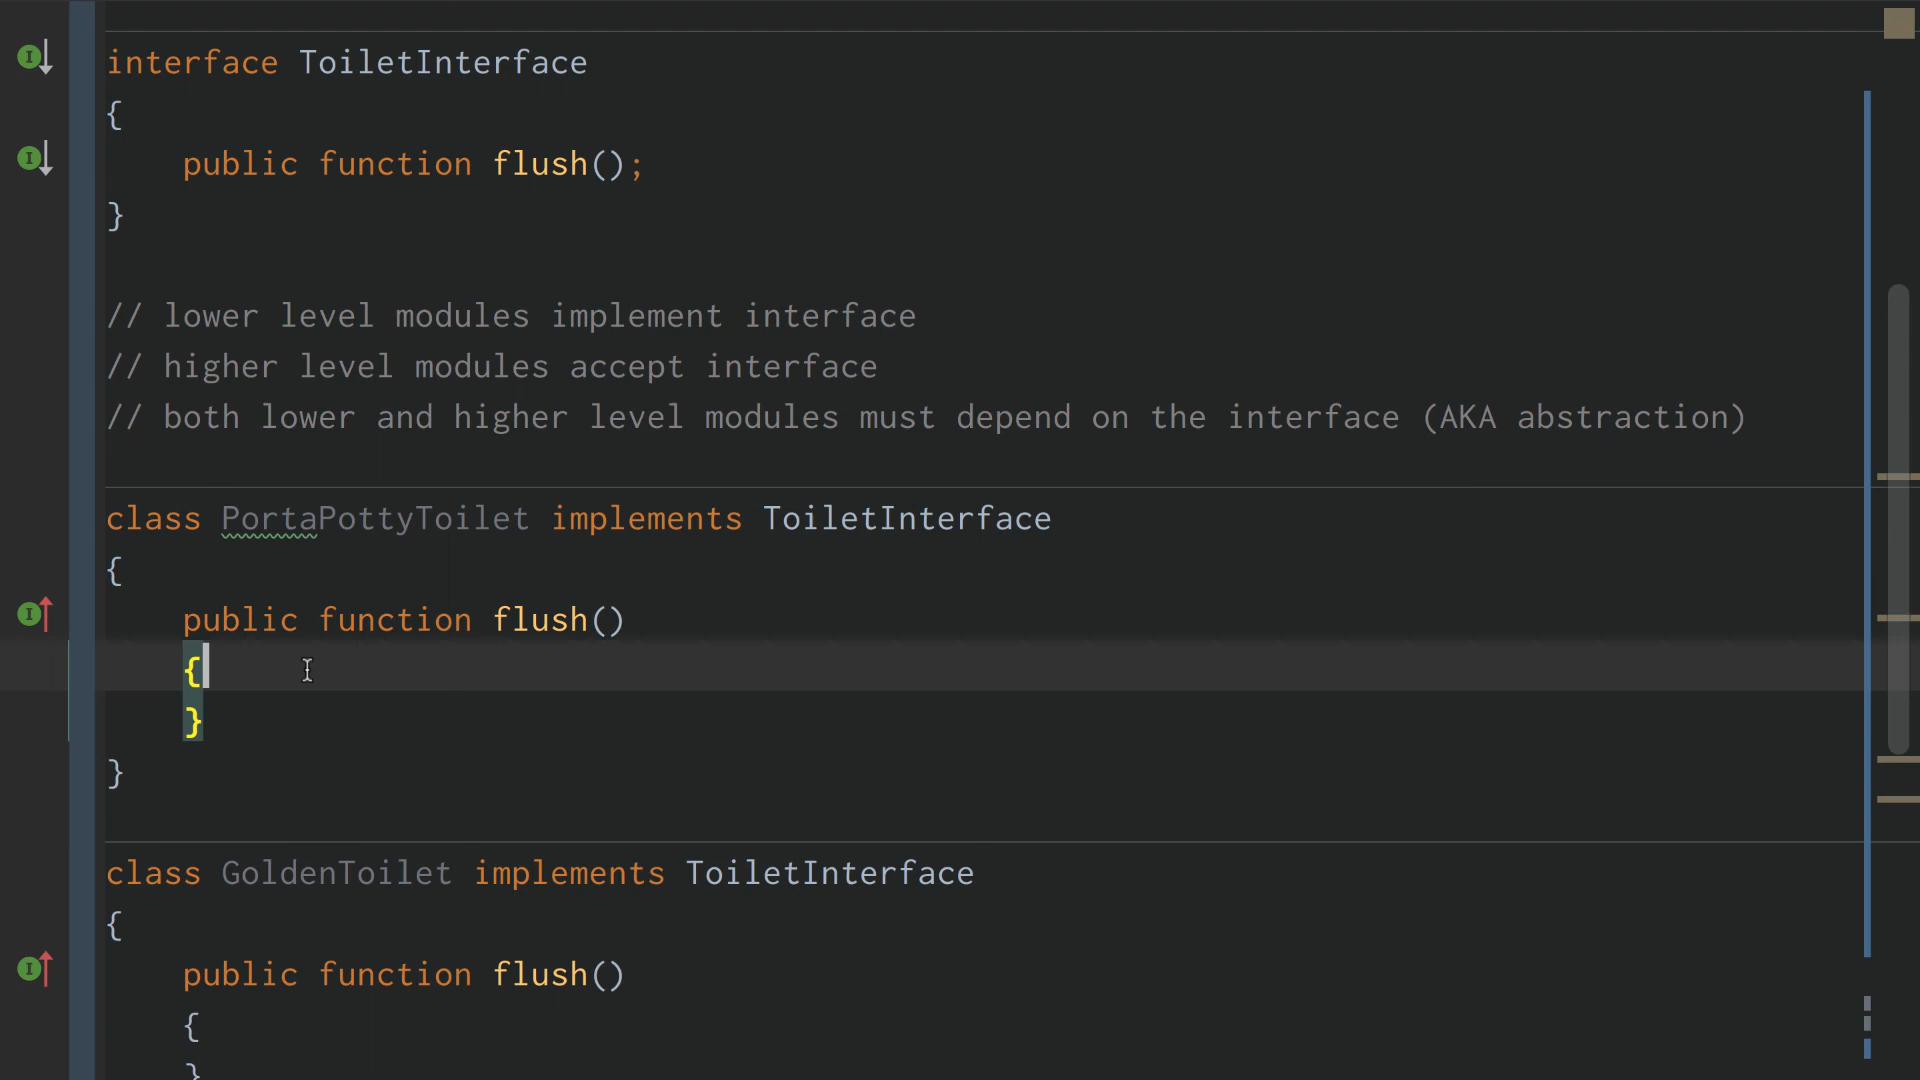 interface ToiletInterface
{
public function flush();
}
// lower level modules implement interface
// higher level modules accept interface
// both lower and higher level modules must depend on the interface (AKA abstraction)
class PortaPottyToilet implements ToiletInterface
{
public function flush()
{
}
}
class GoldenToilet implements ToiletInterface
{
public function flush()
{
}